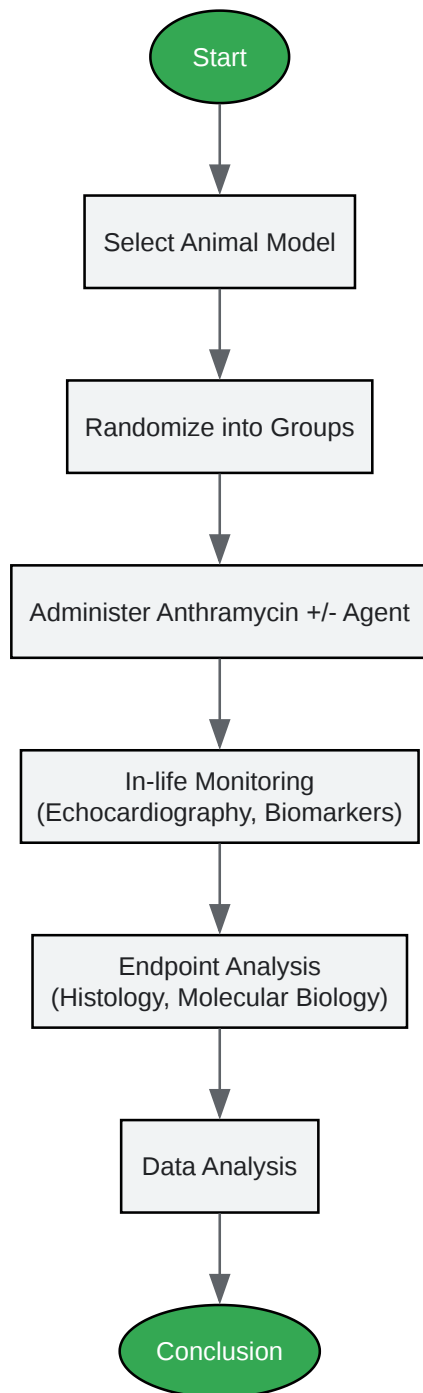 Start
Select Animal Model
Randomize into Groups
Administer Anthramycin +/- Agent
In-life Monitoring
(Echocardiography, Biomarkers)
Endpoint Analysis
(Histology, Molecular Biology)
Data Analysis
Conclusion